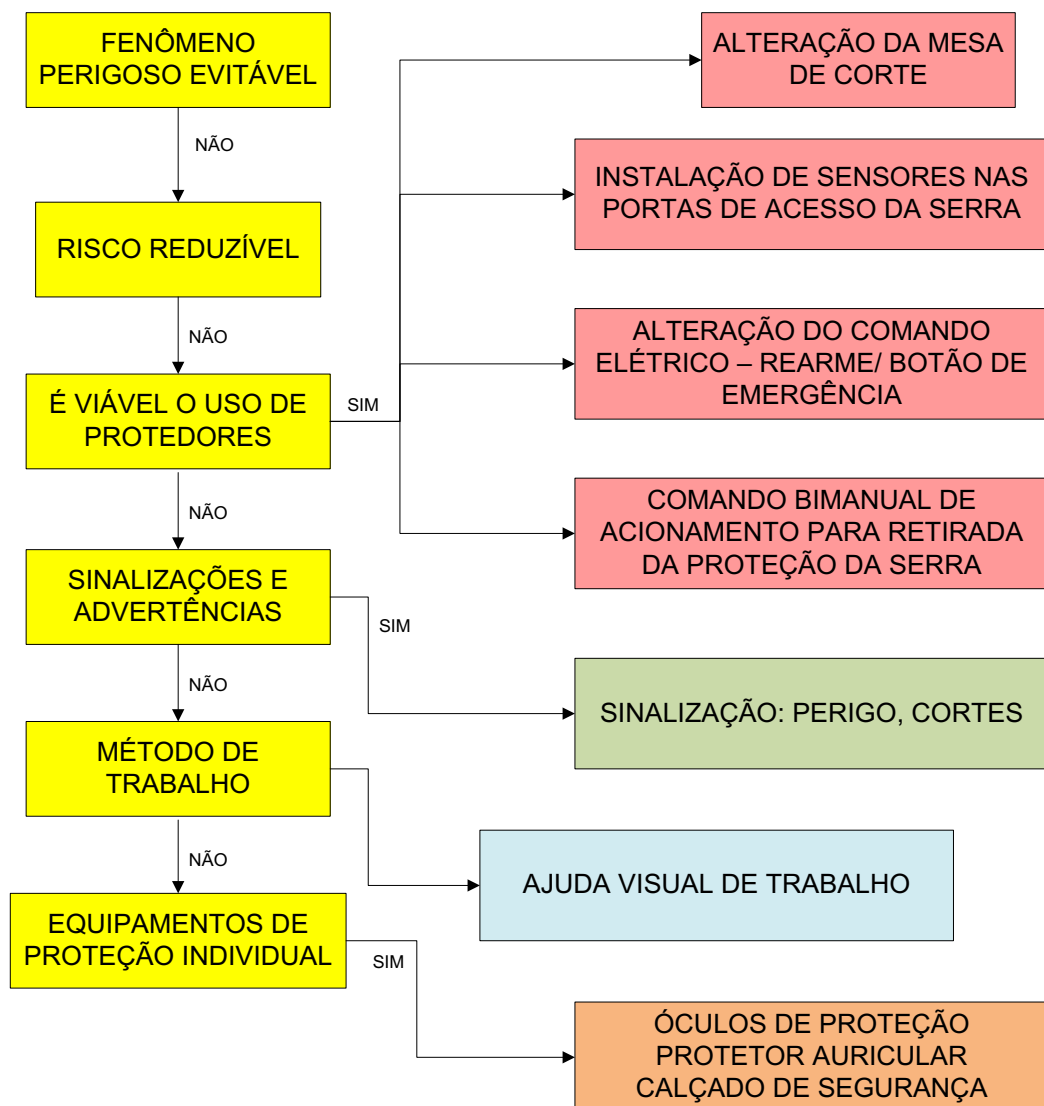 FENÔMENO
PERIGOSO EVITÁVEL
ALTERAÇÃO DA MESA
DE CORTE
NÃO
INSTALAÇÃO DE SENSORES NAS
PORTAS DE ACESSO DA SERRA
RISCO REDUZÍVEL
NÃO
ALTERAÇÃO DO COMANDO
ELÉTRICO – REARME/ BOTÃO DE
EMERGÊNCIA
É VIÁVEL O USO DE
PROTEDORES
SIM
NÃO
COMANDO BIMANUAL DE
ACIONAMENTO PARA RETIRADA
DA PROTEÇÃO DA SERRA
SINALIZAÇÕES E
ADVERTÊNCIAS
SIM
NÃO
SINALIZAÇÃO: PERIGO, CORTES
MÉTODO DE
TRABALHO
NÃO
AJUDA VISUAL DE TRABALHO
EQUIPAMENTOS DE
PROTEÇÃO INDIVIDUAL
SIM
ÓCULOS DE PROTEÇÃO
PROTETOR AURICULAR
CALÇADO DE SEGURANÇA